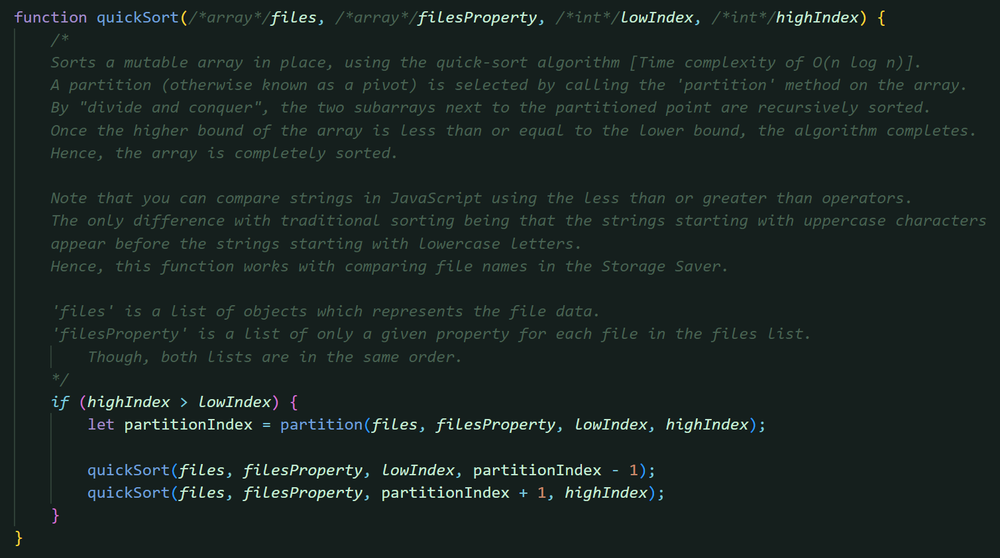 function quickSort(/*array*/files, /*array*/filesProperty, /*int*/lowIndex, /*int*/highIndex) {
/*
Sorts a mutable array in place, using the quick-sort algorithm [Time complexity of O(n log n)].
A partition (otherwise known as a pivot) is selected by calling the 'partition' method on the array.
By "divide and conquer", the two subarrays next to the partitioned point are recursively sorted.
Once the higher bound of the array is less than or equal to the lower bound, the algorithm completes.
Hence, the array is completely sorted.

Note that you can compare strings in JavaScript using the less than or greater than operators.
The only difference with traditional sorting being that the strings starting with uppercase characters
appear before the strings starting with lowercase letters.
Hence, this function works with comparing file names in the Storage Saver.

'files' is a list of objects which represents the file data.
'filesProperty' is a list of only a given property for each file in the files list.
Though, both lists are in the same order.
*/
if (highIndex > lowIndex) {
let partitionIndex = partition(files, filesProperty, lowIndex, highIndex);

quickSort(files, filesProperty, lowIndex, partitionIndex - 1);
quickSort(files, filesProperty, partitionIndex + 1, highIndex);
}
}